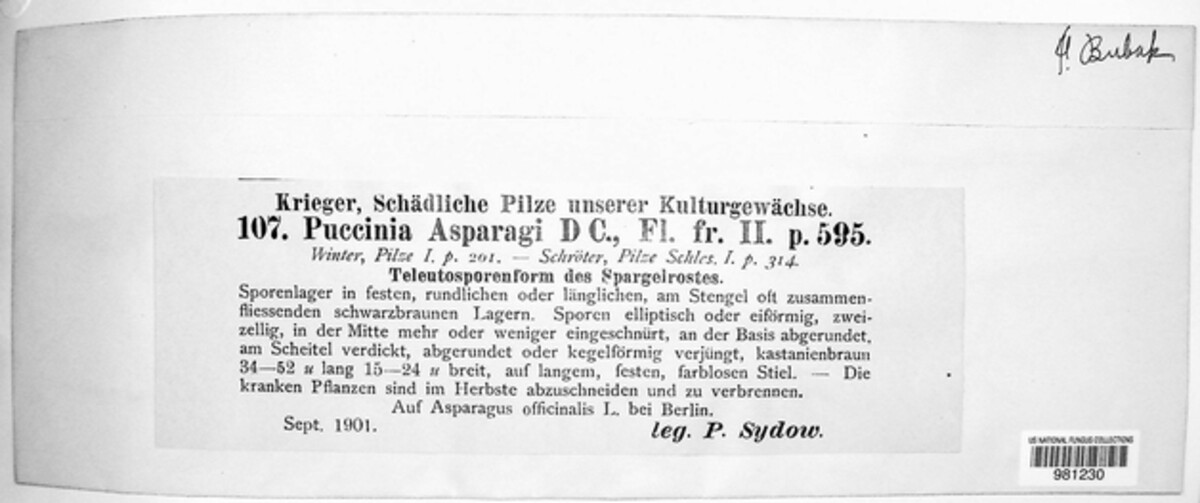 H. Bubak
Krieger, Schädliche Pilze unserer Kulturgewächse.
107. Puccinia Asparagi D C., Fl. fr. II. p. 595.
Winter, Pilze I. p. 201. — Schröter, Pilze Schles. I. p. 314.
Teleutosporenform des Spargelrostes.
Sporenlager in festen, rundlichen oder länglichen, am Stengel oft zusammen-
fliessenden schwarzbraunen Lagern. Sporen elliptisch oder eiförmig, zwei-
zellig, in der Mitte mehr oder weniger eingeschnürt, an der Basis abgerundet,
am Scheitel verdickt, abgerundet oder kegelförmig verjüngt, kastanienbraun
34—52 µ lang 15—24 µ breit, auf langem, festen, farblosen Stiel. — Die
kranken Pflanzen sind im Herbste abzuschneiden und zu verbrennen.
Auf Asparagus officinalis L. bei Berlin.
Sept. 1901.
leg. P. Sydow.
US NATIONAL FUNGUS COLLECTIONS
981230